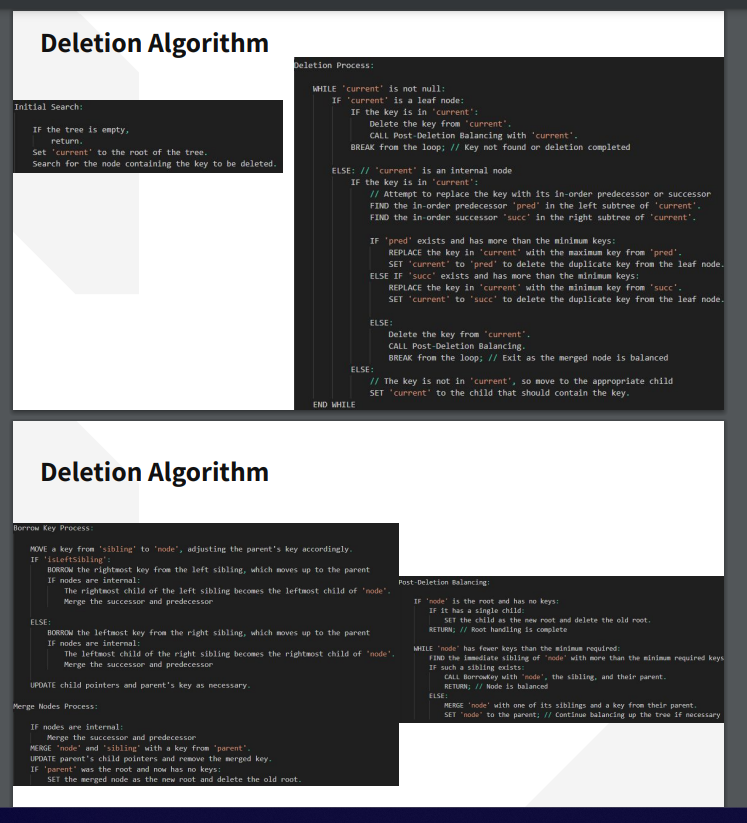 Deletion Algorithm
Initial Search:
IF the tree is empty,
return.
Set 'current' to the root of the tree.
Search for the node containing the key to be deleted.
Deletion Process:
WHILE 'current' is not null:
IF 'current' is a leaf node:
IF the key is in 'current':
Delete the key from 'current'.
CALL Post-Deletion Balancing with 'current'.
BREAK from the loop; // Key not found or deletion completed
ELSE: // 'current' is an internal node
IF the key is in 'current':
// Attempt to replace the key with its in-order predecessor or successor
FIND the in-order predecessor 'pred' in the left subtree of 'current'.
FIND the in-order successor 'succ' in the right subtree of 'current'.
IF 'pred' exists and has more than the minimum keys:
REPLACE the key in 'current' with the maximum key from 'pred'.
SET 'current' to 'pred' to delete the duplicate key from the leaf node.
ELSE IF 'succ' exists and has more than the minimum keys:
REPLACE the key in 'current' with the minimum key from 'succ'.
SET 'current' to 'succ' to delete the duplicate key from the leaf node.
ELSE:
Delete the key from 'current'.
CALL Post-Deletion Balancing.
BREAK from the loop; // Exit as the merged node is balanced
ELSE:
// The key is not in 'current', so move to the appropriate child
SET 'current' to the child that should contain the key.
END WHILE
Deletion Algorithm
Borrow Key Process:
MOVE a key from 'sibling' to 'node', adjusting the parent's key accordingly.
IF 'isLeftSibling':
BORROW the rightmost key from the left sibling, which moves up to the parent
IF nodes are internal:
The rightmost child of the left sibling becomes the leftmost child of 'node'.
Merge the successor and predecessor
ELSE:
BORROW the leftmost key from the right sibling, which moves up to the parent
IF nodes are internal:
The leftmost child of the right sibling becomes the rightmost child of 'node'.
Merge the successor and predecessor
UPDATE child pointers and parent's key as necessary.
Merge Nodes Process:
IF nodes are internal:
Merge the successor and predecessor
MERGE 'node' and 'sibling' with a key from 'parent'.
UPDATE parent's child pointers and remove the merged key.
IF 'parent' was the root and now has no keys:
SET the merged node as the new root and delete the old root.
Post-Deletion Balancing:
IF 'node' is the root and has no keys:
IF it has a single child:
SET the child as the new root and delete the old root.
RETURN; // Root handling is complete
WHILE 'node' has fewer keys than the minimum required:
FIND the immediate sibling of 'node' with more than the minimum required keys
IF such a sibling exists:
CALL BorrowKey with 'node', the sibling, and their parent.
RETURN; // Node is balanced
ELSE:
MERGE 'node' with one of its siblings and a key from their parent.
SET 'node' to the parent; // Continue balancing up the tree if necessary